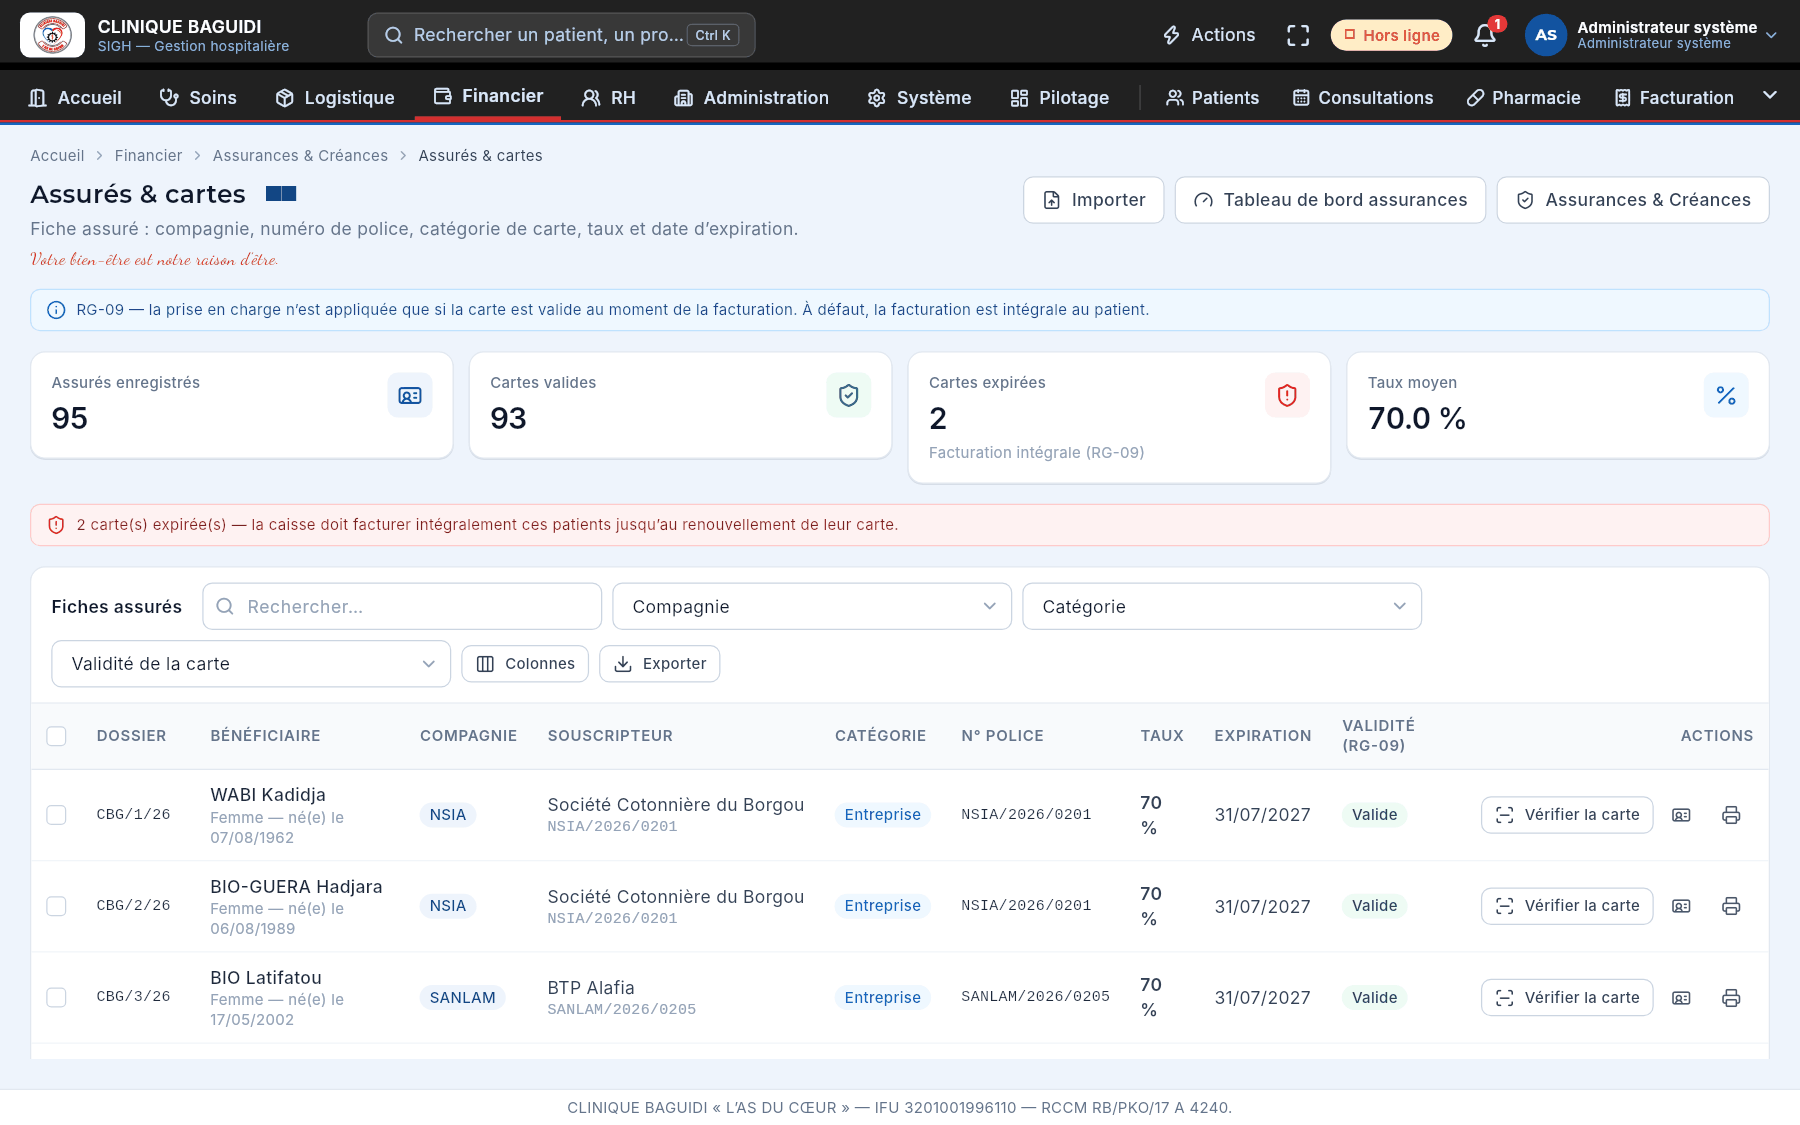 CLINIQUE BAGUIDI
SIGH — Gestion hospitalière
Rechercher un patient, un pro... Ctrl K
Actions
Hors ligne
1
AS
Administrateur système
Administrateur système
Accueil Soins Logistique Financier RH Administration Système Pilotage Patients Consultations Pharmacie Facturation
Accueil > Financier > Assurances & Créances > Assurés & cartes
Assurés & cartes
Fiche assuré : compagnie, numéro de police, catégorie de carte, taux et date d’expiration.
Votre bien-être est notre raison d'être.
Importer
Tableau de bord assurances
Assurances & Créances
RG-09 — la prise en charge n’est appliquée que si la carte est valide au moment de la facturation. À défaut, la facturation est intégrale au patient.
Assurés enregistrés
95
Cartes valides
93
Cartes expirées
2
Facturation intégrale (RG-09)
Taux moyen
70.0 %
2 carte(s) expirée(s) — la caisse doit facturer intégralement ces patients jusqu’au renouvellement de leur carte.
Fiches assurés Rechercher... Compagnie Catégorie
Validité de la carte Colonnes Exporter
DOSSIER BÉNÉFICIAIRE COMPAGNIE SOUSCRIPTEUR CATÉGORIE N° POLICE TAUX EXPIRATION VALIDITÉ (RG-09) ACTIONS
CBG/1/26
WABI Kadidja
Femme — né(e) le
07/08/1962
NSIA
Société Cotonnière du Borgou
NSIA/2026/0201
Entreprise
NSIA/2026/0201
70
%
31/07/2027
Valide
Vérifier la carte
CBG/2/26
BIO-GUERA Hadjara
Femme — né(e) le
06/08/1989
NSIA
Société Cotonnière du Borgou
NSIA/2026/0201
Entreprise
NSIA/2026/0201
70
%
31/07/2027
Valide
Vérifier la carte
CBG/3/26
BIO Latifatou
Femme — né(e) le
17/05/2002
SANLAM
BTP Alafia
SANLAM/2026/0205
Entreprise
SANLAM/2026/0205
70
%
31/07/2027
Valide
Vérifier la carte
CLINIQUE BAGUIDI « L’AS DU CŒUR » — IFU 3201001996110 — RCCM RB/PKO/17 A 4240.